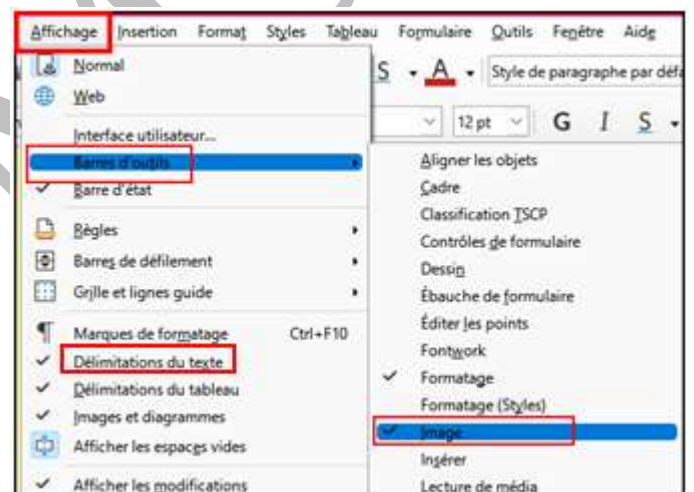 Affichage Insertion Format Styles Tableau Formulaire Outils Fenêtre Aide
Normal
Web
Interface utilisateur...
Barres d'outils
Barre d'état
Règles
Barres de défilement
Grille et lignes guide
Marques de formatage Ctrl+F10
Délimitations du texte
Délimitations du tableau
Images et diagrammes
Afficher les espaces vides
Afficher les modifications
S A Style de paragraphe par défa
12 pt G I S
Aligner les objets
Cadre
Classification TSCP
Contrôles de formulaire
Dessin
Ébauche de formulaire
Éditer les points
Fontwork
Formatage
Formatage (Styles)
Image
Insérer
Lecture de média